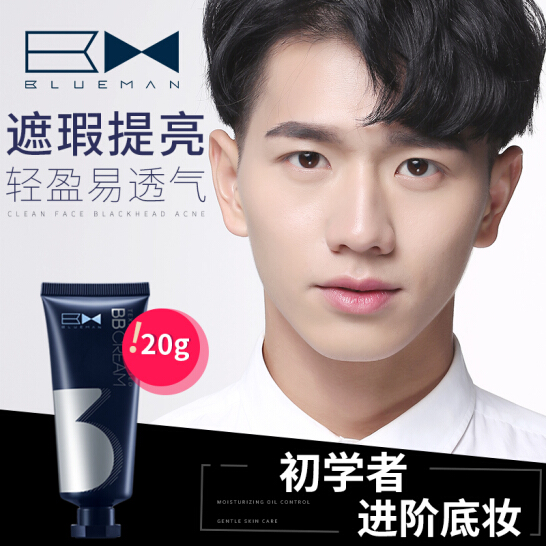 BLUEMAN
遮瑕提亮
轻盈易透气
CLEAN FACE BLACKHEAD ACNE
BLUEMAN
BB CREAM
3
!20g
初学者
MOISTURIZING OIL CONTROL
GENTLE SKIN CARE
进阶底妆